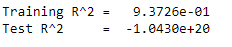 Training R^2 =   9.3726e-01
Test R^2     =  -1.0430e+20